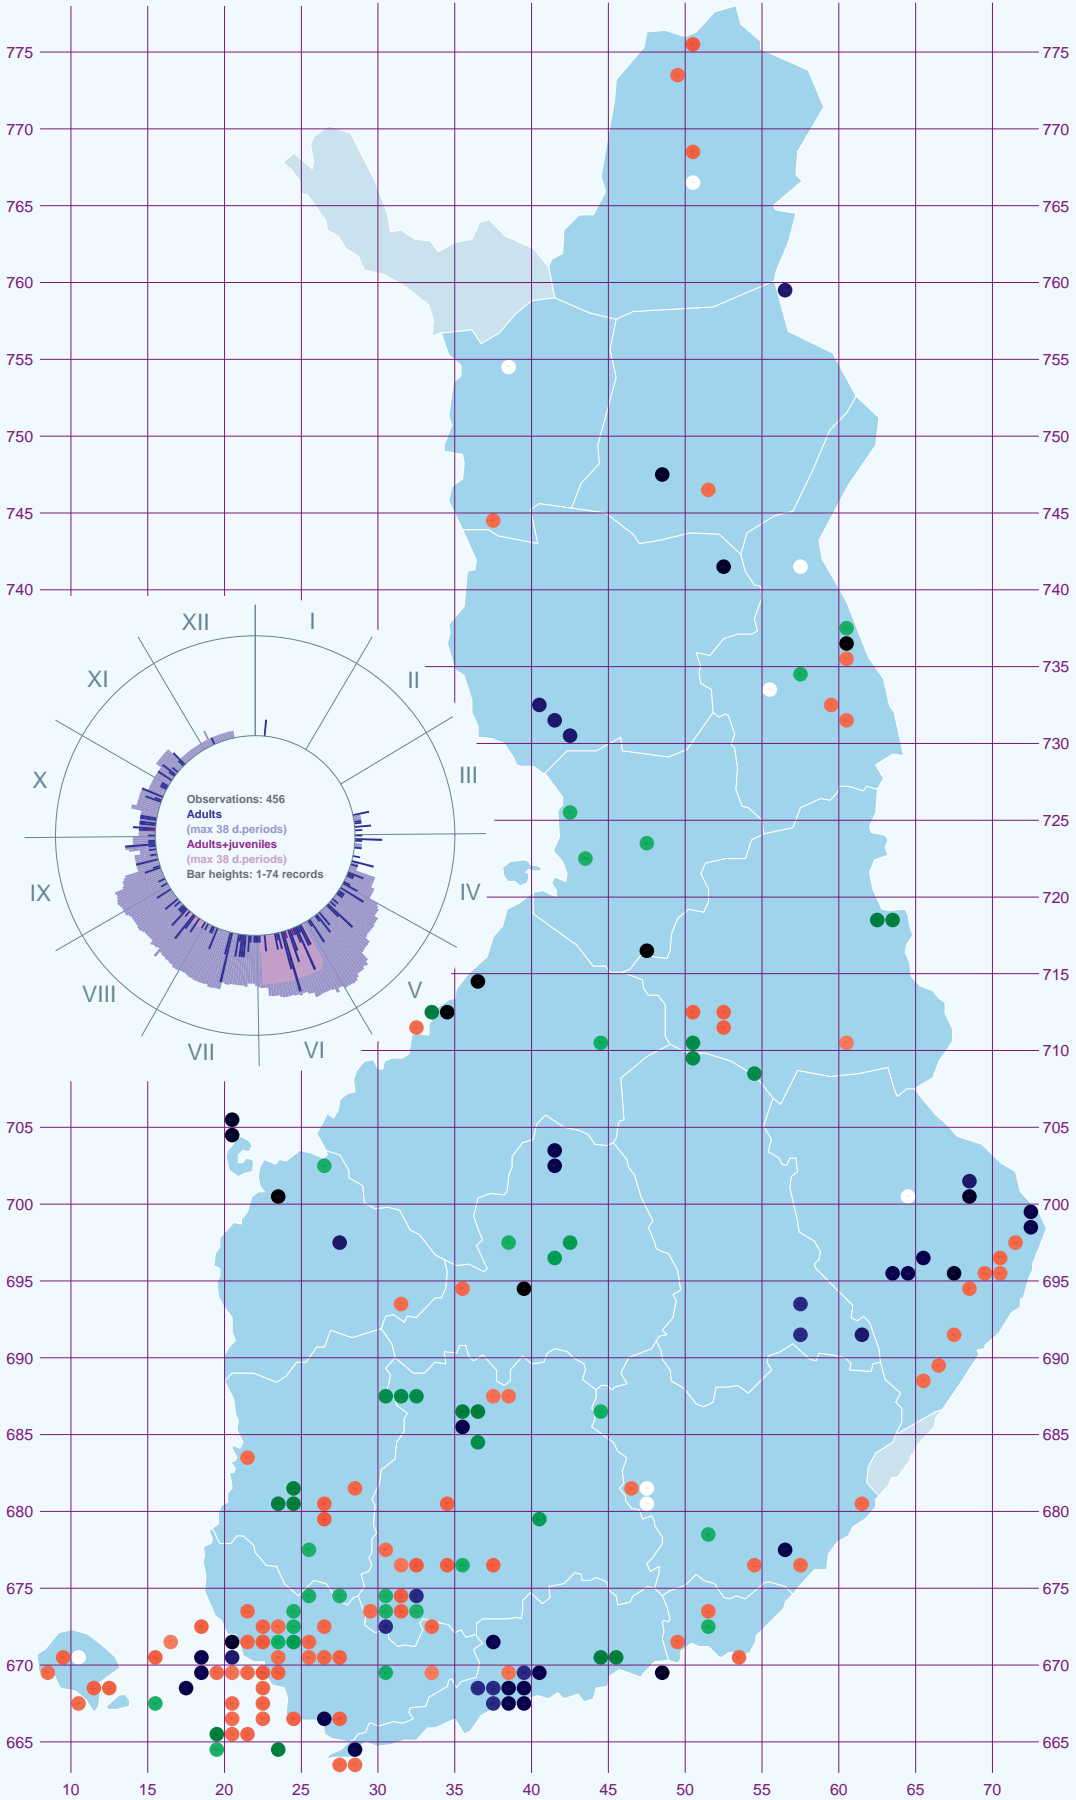 775 775
770 770
765 765
760 760
755 755
750 750
745 745
740 740
XII I
XI II
735 735
730 730
X III
Observations: 456
Adults
(max 38 d.periods)
Adults+juveniles
(max 38 d.periods)
Bar heights: 1-74 records
725 725
IX IV
720 720
715 715
VIII V
VII VI
710 710
705 705
700 700
695 695
690 690
685 685
680 680
675 675
670 670
665 665
10 15 20 25 30 35 40 45 50 55 60 65 70